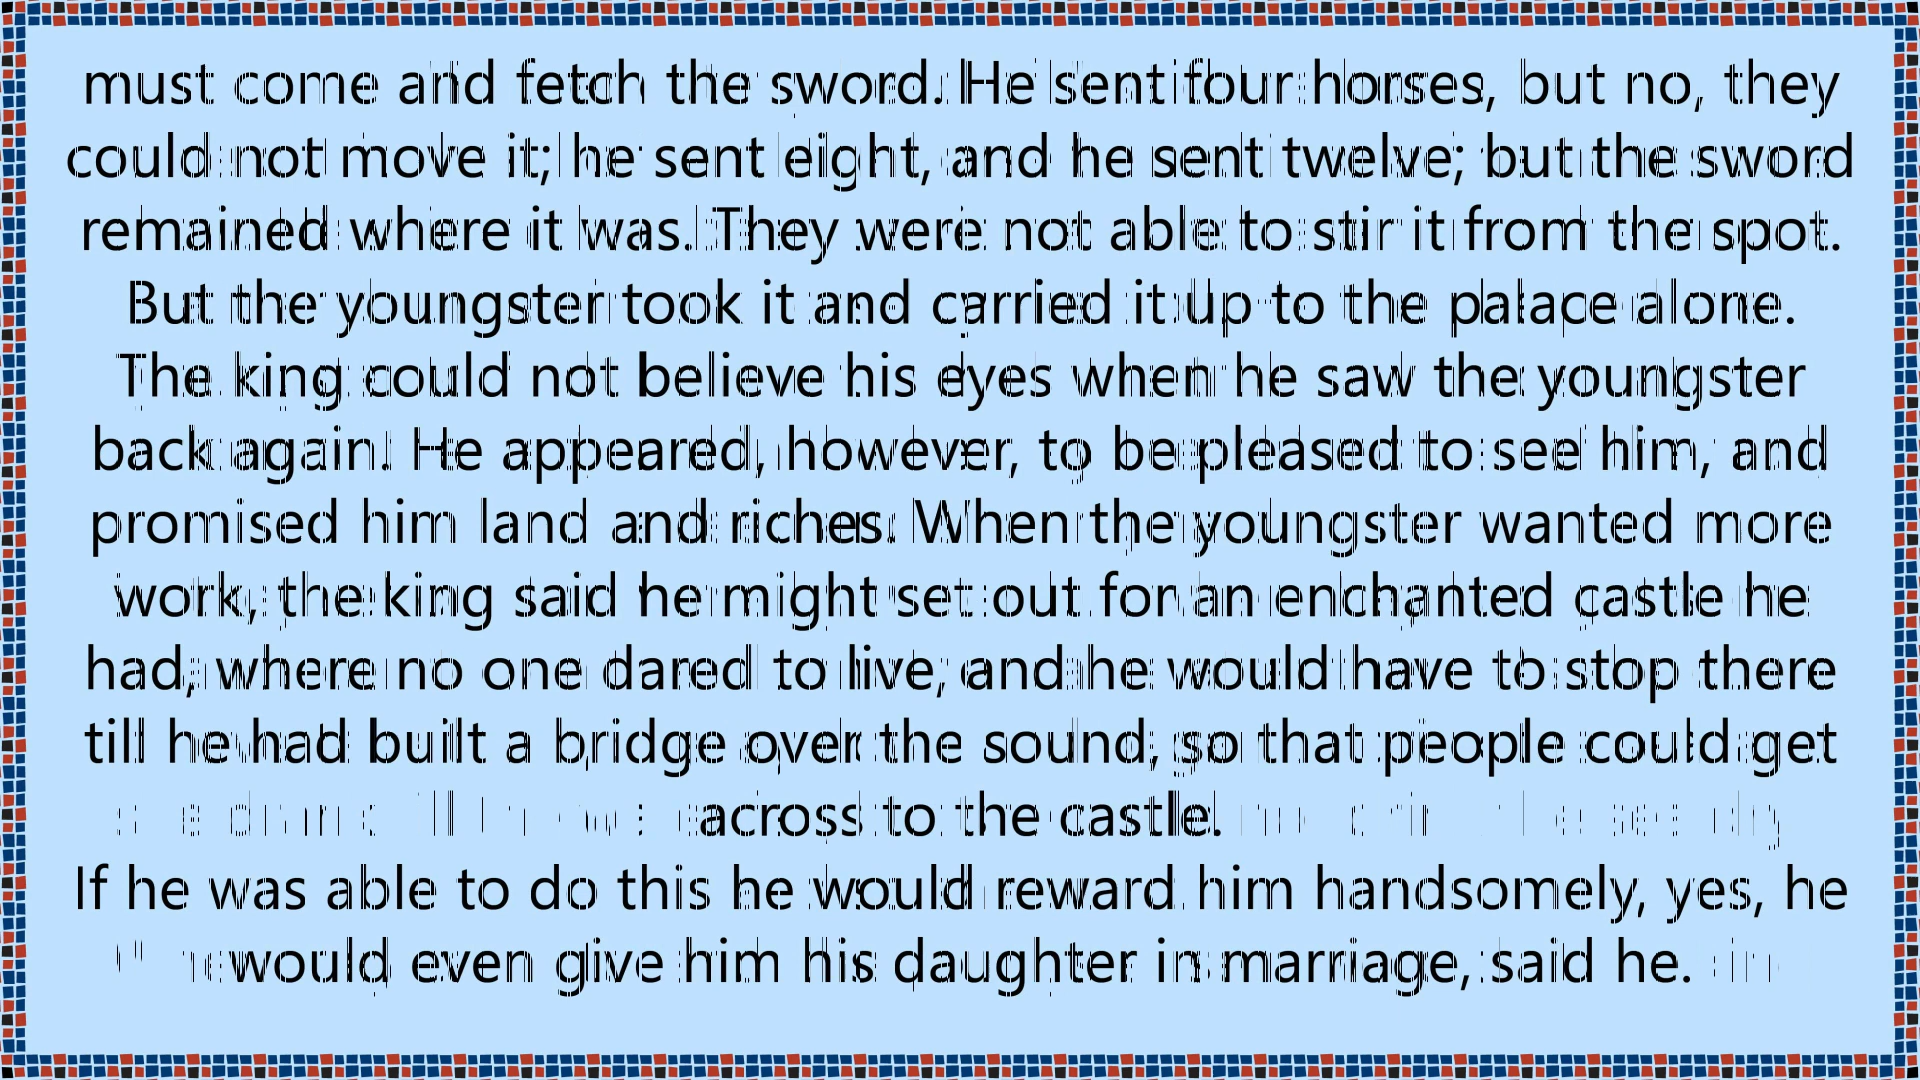 must come and fetch the sword. He sent four horses, but no, they
could not move it; he sent eight, and he sent twelve; but the sword
remained where it was. They were not able to stir it from the spot.
But the youngster took it and carried it up to the palace alone.
The king could not believe his eyes when he saw the youngster
back again. He appeared, however, to be pleased to see him, and
promised him land and riches. When the youngster wanted more
work, the king said he might set out for an enchanted castle he
had, where no one dared to live, and he would have to stop there
till he had built a bridge over the sound, so that people could get
across to the castle.
If he was able to do this he would reward him handsomely, yes, he
would even give him his daughter in marriage, said he.